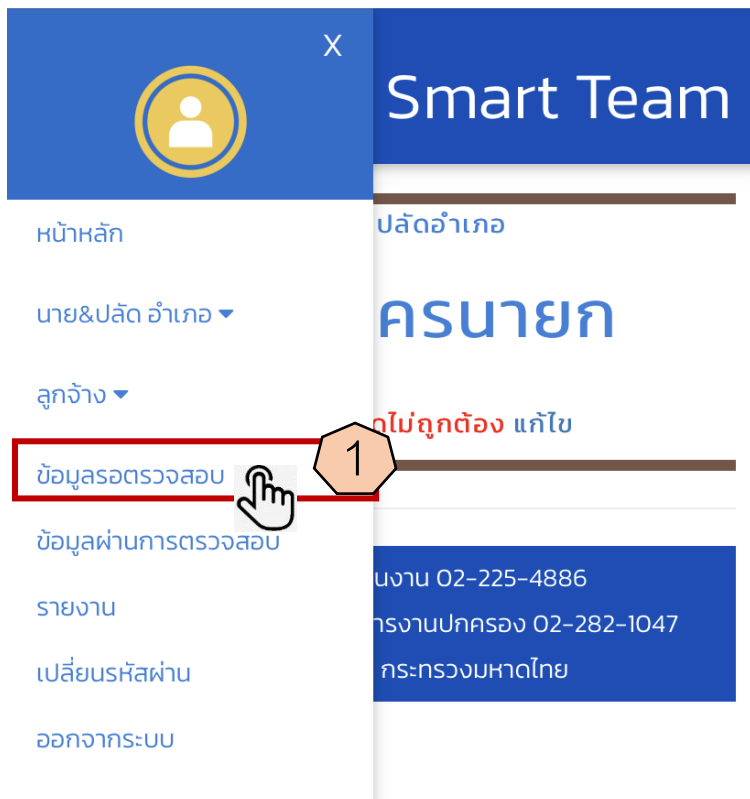 X
Smart Team
หน้าหลัก
นาย&ปลัด อำเภอ
ลูกจ้าง
ข้อมูลรอตรวจสอบ
1
ข้อมูลผ่านการตรวจสอบ
รายงาน
เปลี่ยนรหัสผ่าน
ออกจากระบบ
ปลัดอำเภอ
ครนายก
ไม่ถูกต้อง แก้ไข
02-225-4886
งานปกครอง 02-282-1047
กระทรวงมหาดไทย